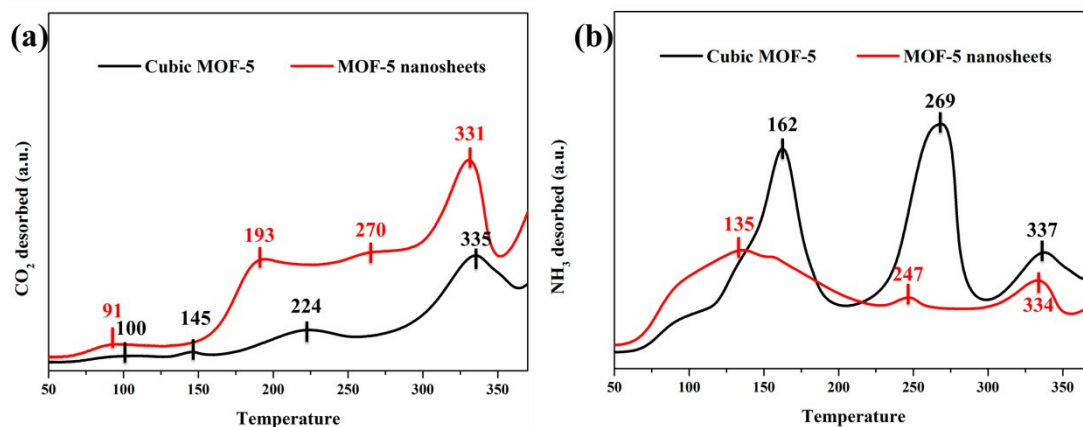 (a)
Cubic MOF-5 MOF-5 nanosheets
CO2 desorbed (a.u.)
331
193
270
335
224
91
100
145
50 100 150 200 250 300 350
Temperature
(b)
Cubic MOF-5 MOF-5 nanosheets
NH3 desorbed (a.u.)
269
162
135
337
247
334
50 100 150 200 250 300 350
Temperature